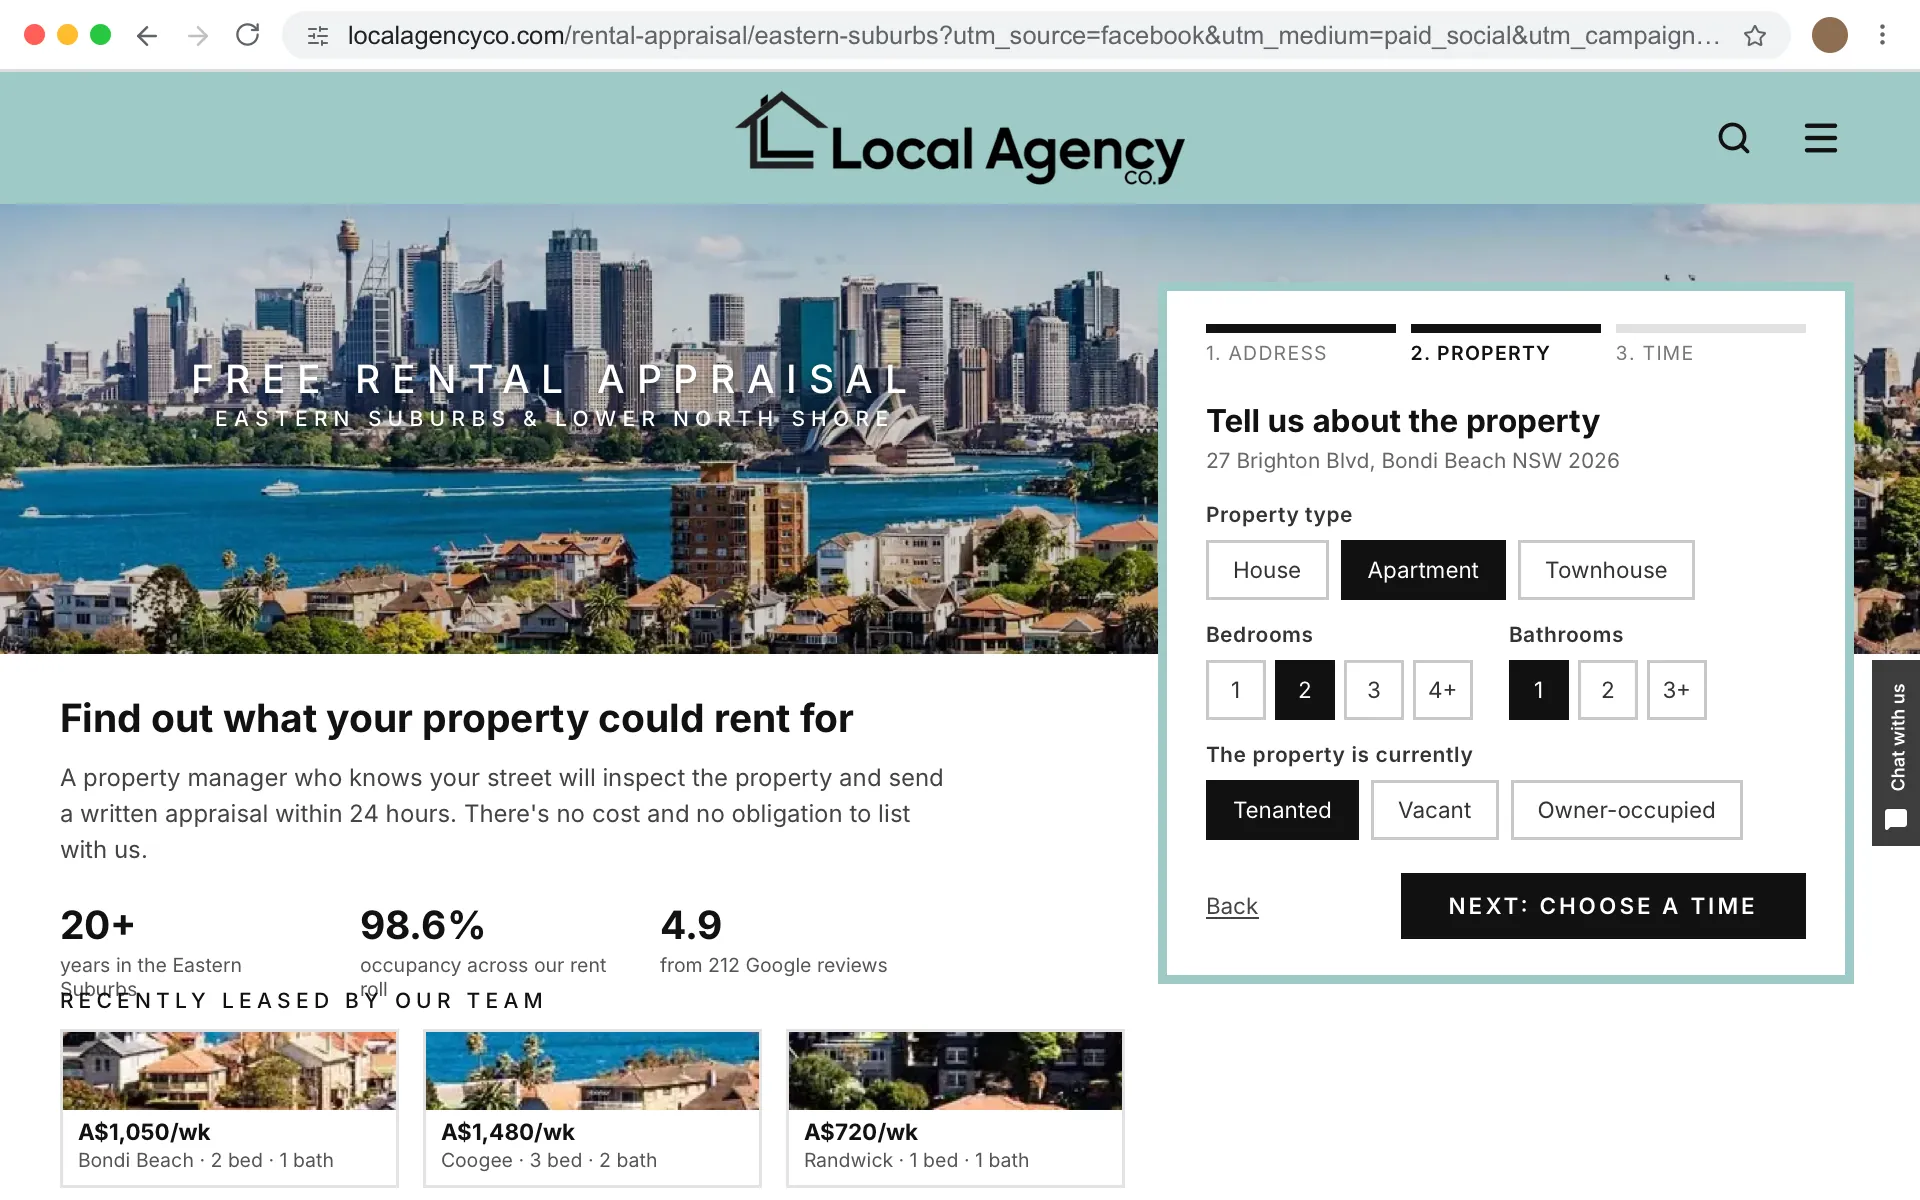 localagencyco.com/rental-appraisal/eastern-suburbs?utm_source=facebook&utm_medium=paid_social&utm_campaign…
Local Agency
CO.
FREE RENTAL APPRAISAL
EASTERN SUBURBS & LOWER NORTH SHORE
1. ADDRESS
2. PROPERTY
3. TIME
Tell us about the property
27 Brighton Blvd, Bondi Beach NSW 2026
Property type
House
Apartment
Townhouse
Bedrooms
Bathrooms
1
2
3
4+
1
2
3+
The property is currently
Tenanted
Vacant
Owner-occupied
Back
NEXT: CHOOSE A TIME
Chat with us
Find out what your property could rent for
A property manager who knows your street will inspect the property and send
a written appraisal within 24 hours. There's no cost and no obligation to list
with us.
20+
years in the Eastern
Suburbs
98.6%
occupancy across our rent
roll
4.9
from 212 Google reviews
RECENTLY LEASED BY OUR TEAM
A$1,050/wk
Bondi Beach · 2 bed · 1 bath
A$1,480/wk
Coogee · 3 bed · 2 bath
A$720/wk
Randwick · 1 bed · 1 bath